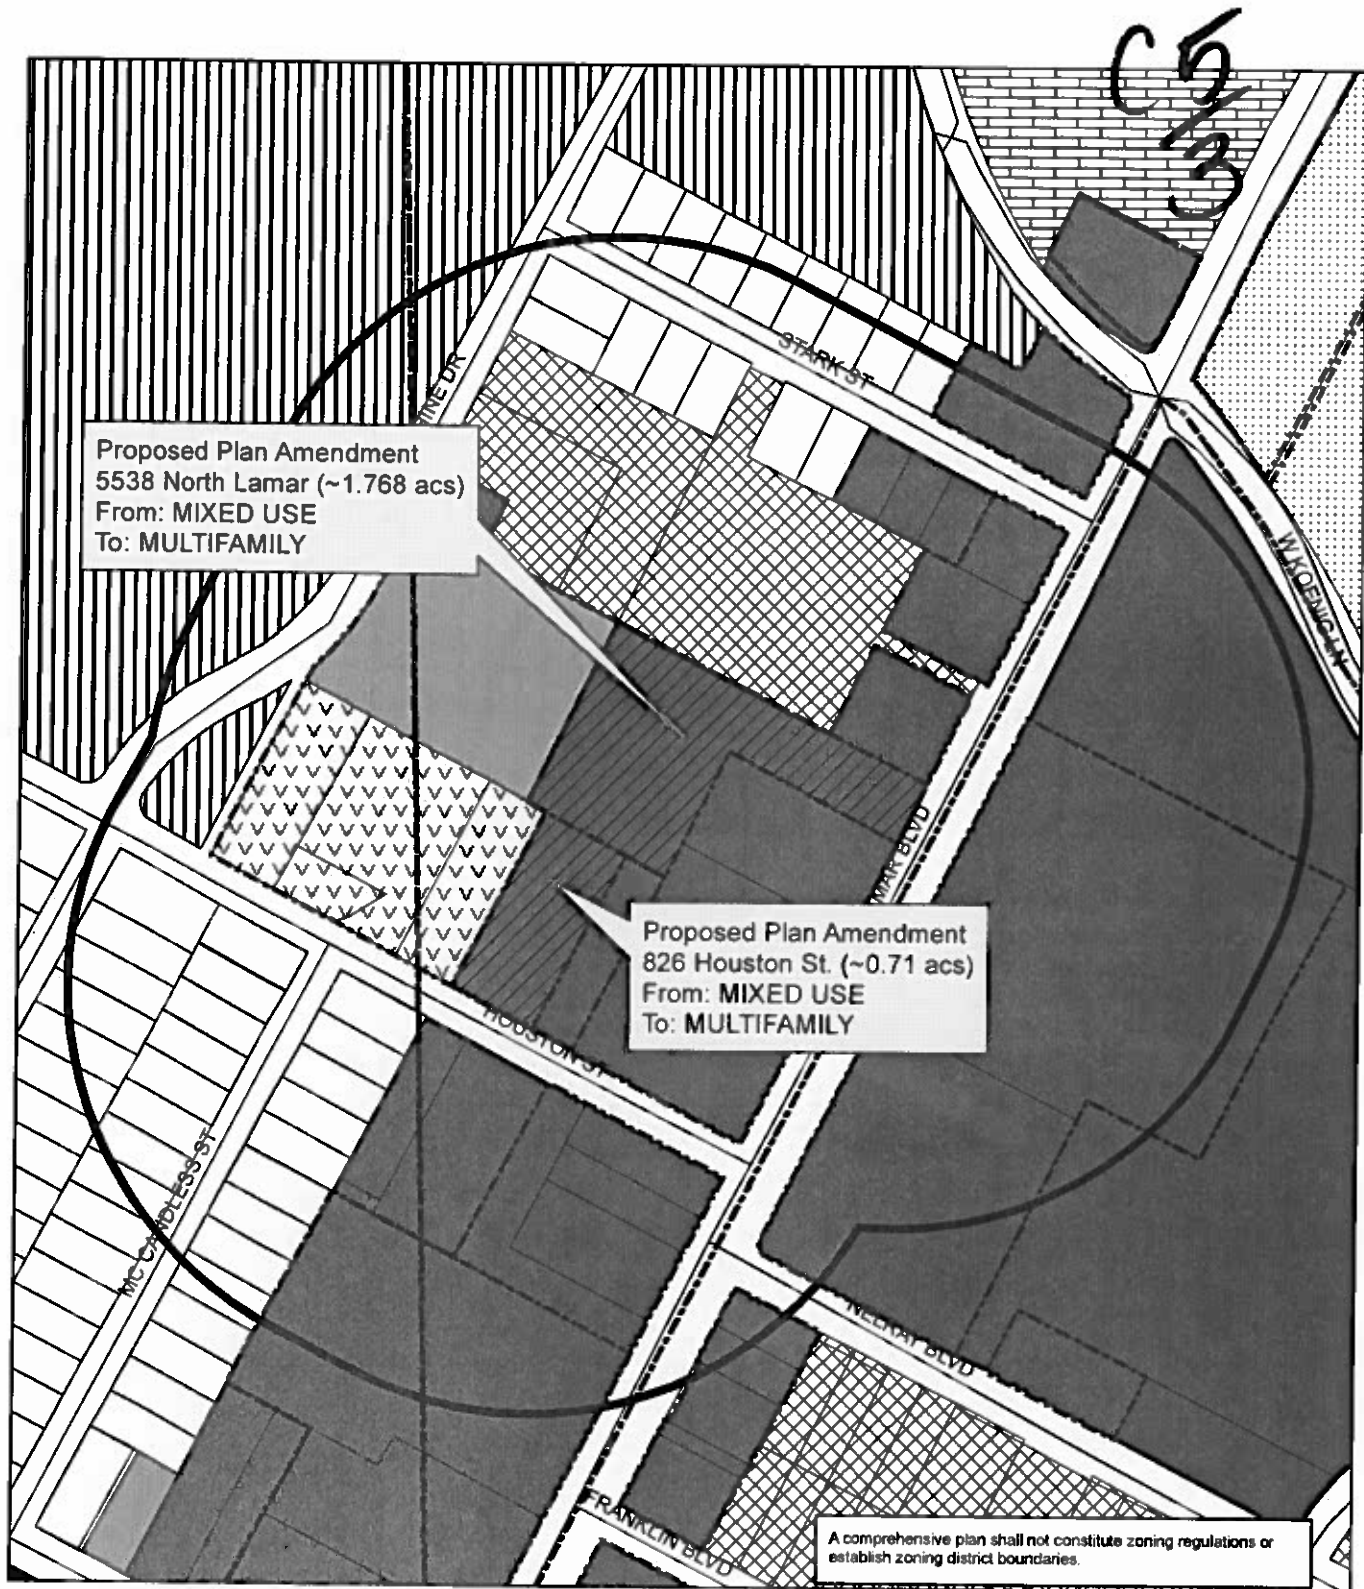 C5
/3
STARK ST
INE DR
Proposed Plan Amendment
5538 North Lamar (~1.768 acs)
From: MIXED USE
To: MULTIFAMILY
W KOENIG LN
MAR BLVD
Proposed Plan Amendment
826 Houston St. (~0.71 acs)
From: MIXED USE
To: MULTIFAMILY
HOUSTON ST
MC CANDLESS ST
NELRAY BLVD
FRANKLIN BLVD
A comprehensive plan shall not constitute zoning regulations or
establish zoning district boundaries.